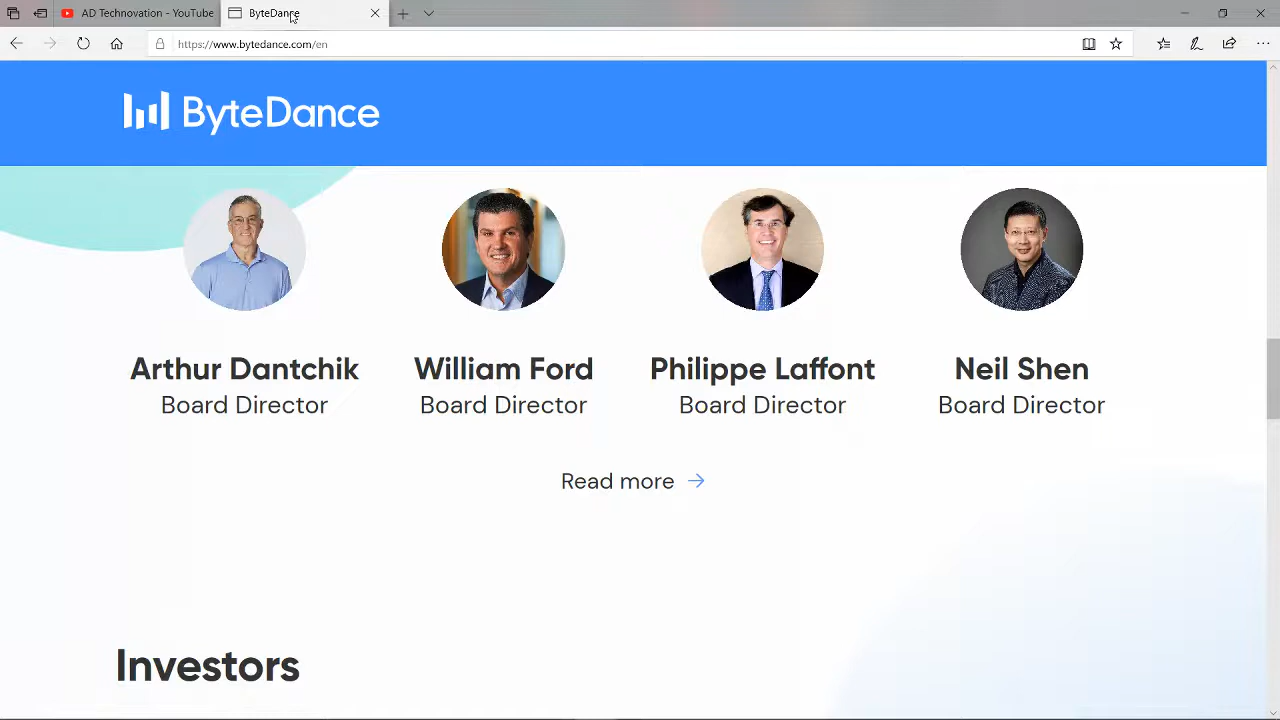 AD Technovation - YouTube
ByteDance
https://www.bytedance.com/en
ByteDance
Arthur Dantchik
Board Director
William Ford
Board Director
Philippe Laffont
Board Director
Neil Shen
Board Director
Read more →
Investors